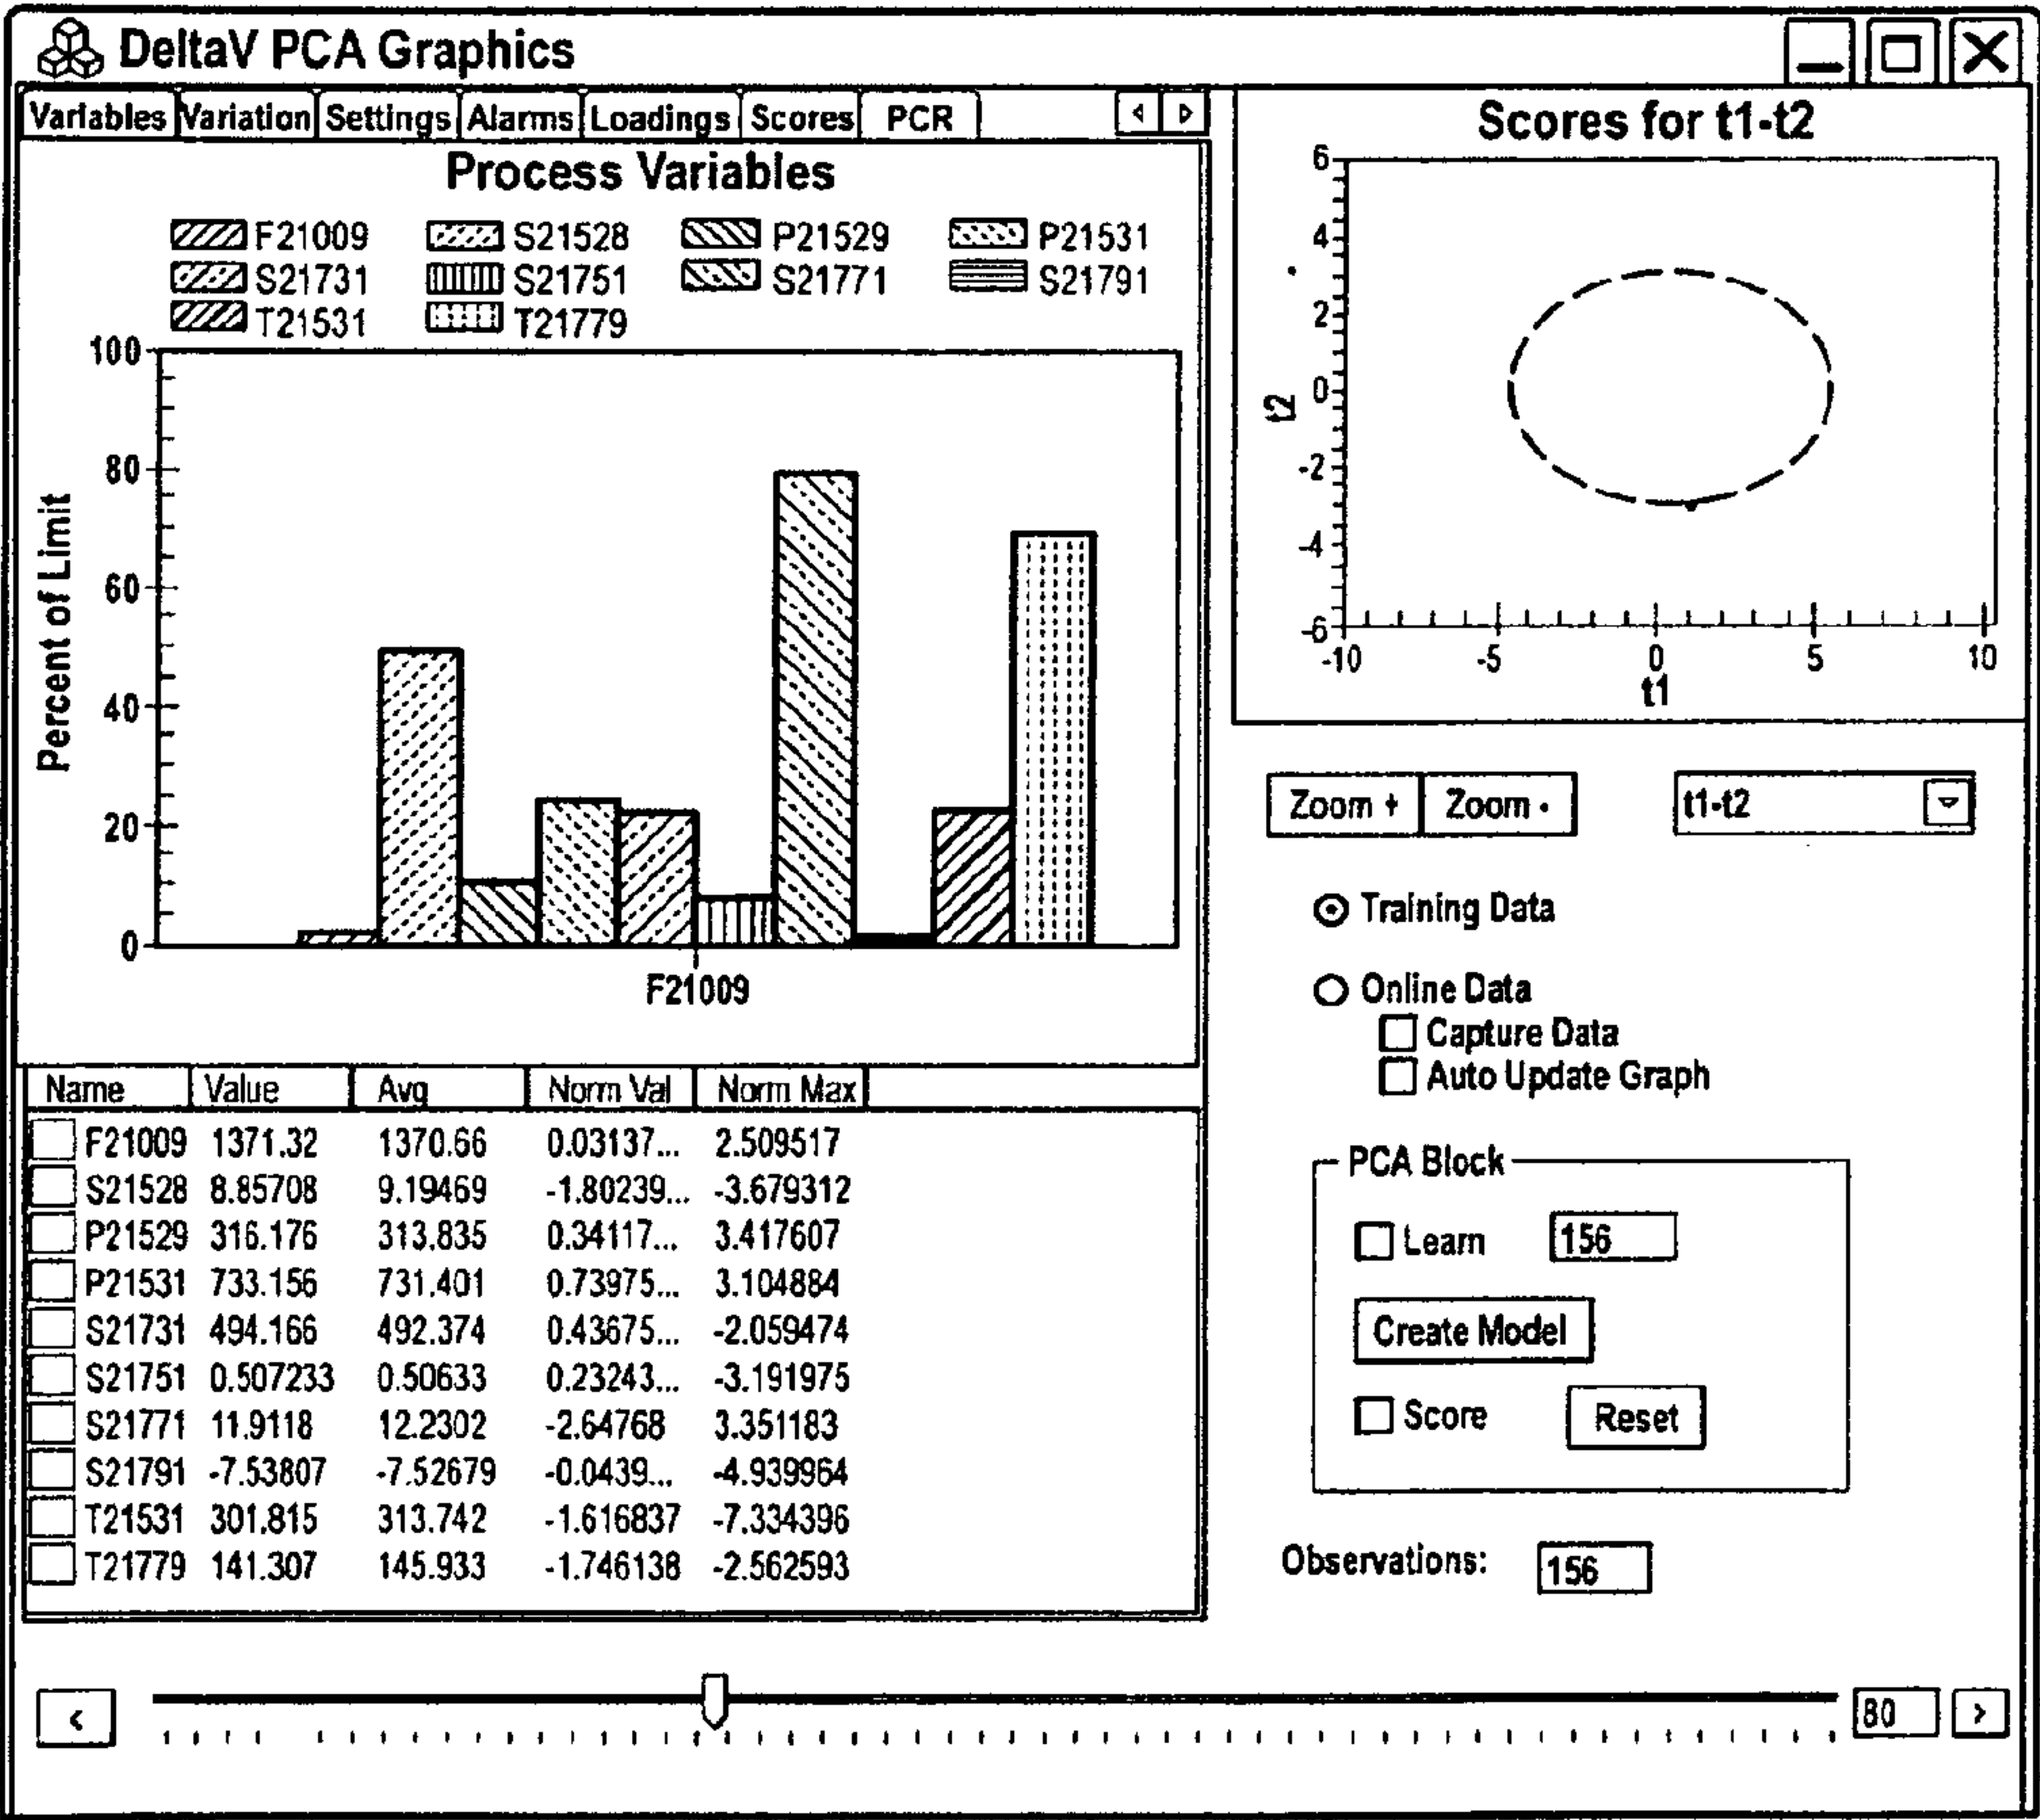 DeltaV PCA Graphics
Variables Variation Settings Alarms Loadings Scores PCR
Process Variables
F21009 S21528 P21529 P21531
S21731 S21751 S21771 S21791
T21531 T21779
100
80
60
40
20
0
Percent of Limit
F21009
Name Value Avg Norm Val Norm Max
F21009 1371.32 1370.66 0.03137... 2.509517
S21528 8.85708 9.19469 -1.80239... -3.679312
P21529 316.176 313.835 0.34117... 3.417607
P21531 733.156 731.401 0.73975... 3.104884
S21731 494.166 492.374 0.43675... -2.059474
S21751 0.507233 0.50633 0.23243... -3.191975
S21771 11.9118 12.2302 -2.64768 3.351183
S21791 -7.53807 -7.52679 -0.0439... -4.939964
T21531 301.815 313.742 -1.616837 -7.334396
T21779 141.307 145.933 -1.746138 -2.562593
Scores for t1-t2
6
4
2
0
-2
-4
-6
t2
-10 -5 0 5 10
t1
Zoom + Zoom - t1-t2
Training Data
Online Data
Capture Data
Auto Update Graph
PCA Block
Learn 156
Create Model
Score Reset
Observations: 156
< 80 >